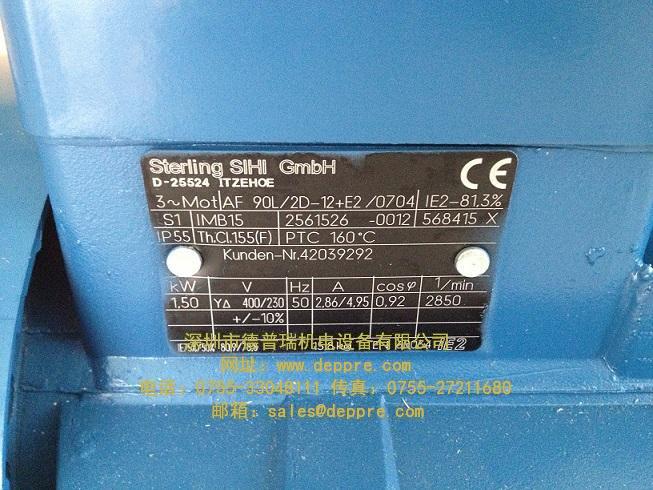 Sterling SIHI GmbH
D-25524 ITZEHOE
3~Mot AF 90L/2D-12+E2/0704 IE2-81,3%
S1 IMB15 2561526 -0012 568415 X
IP55 Th.Cl.155(F) PTC 160°C
Kunden-Nr.42039292
kW V Hz A cosφ 1/min
1.50 Y∆ 400/230 50 2,86/4,95 0,92 2850
+/-10%
深圳市德普瑞机电设备有限公司
IE2
网址：www.deppre.com
电话：0755-33048111 传真：0755-27211680
邮箱：sales@deppre.com